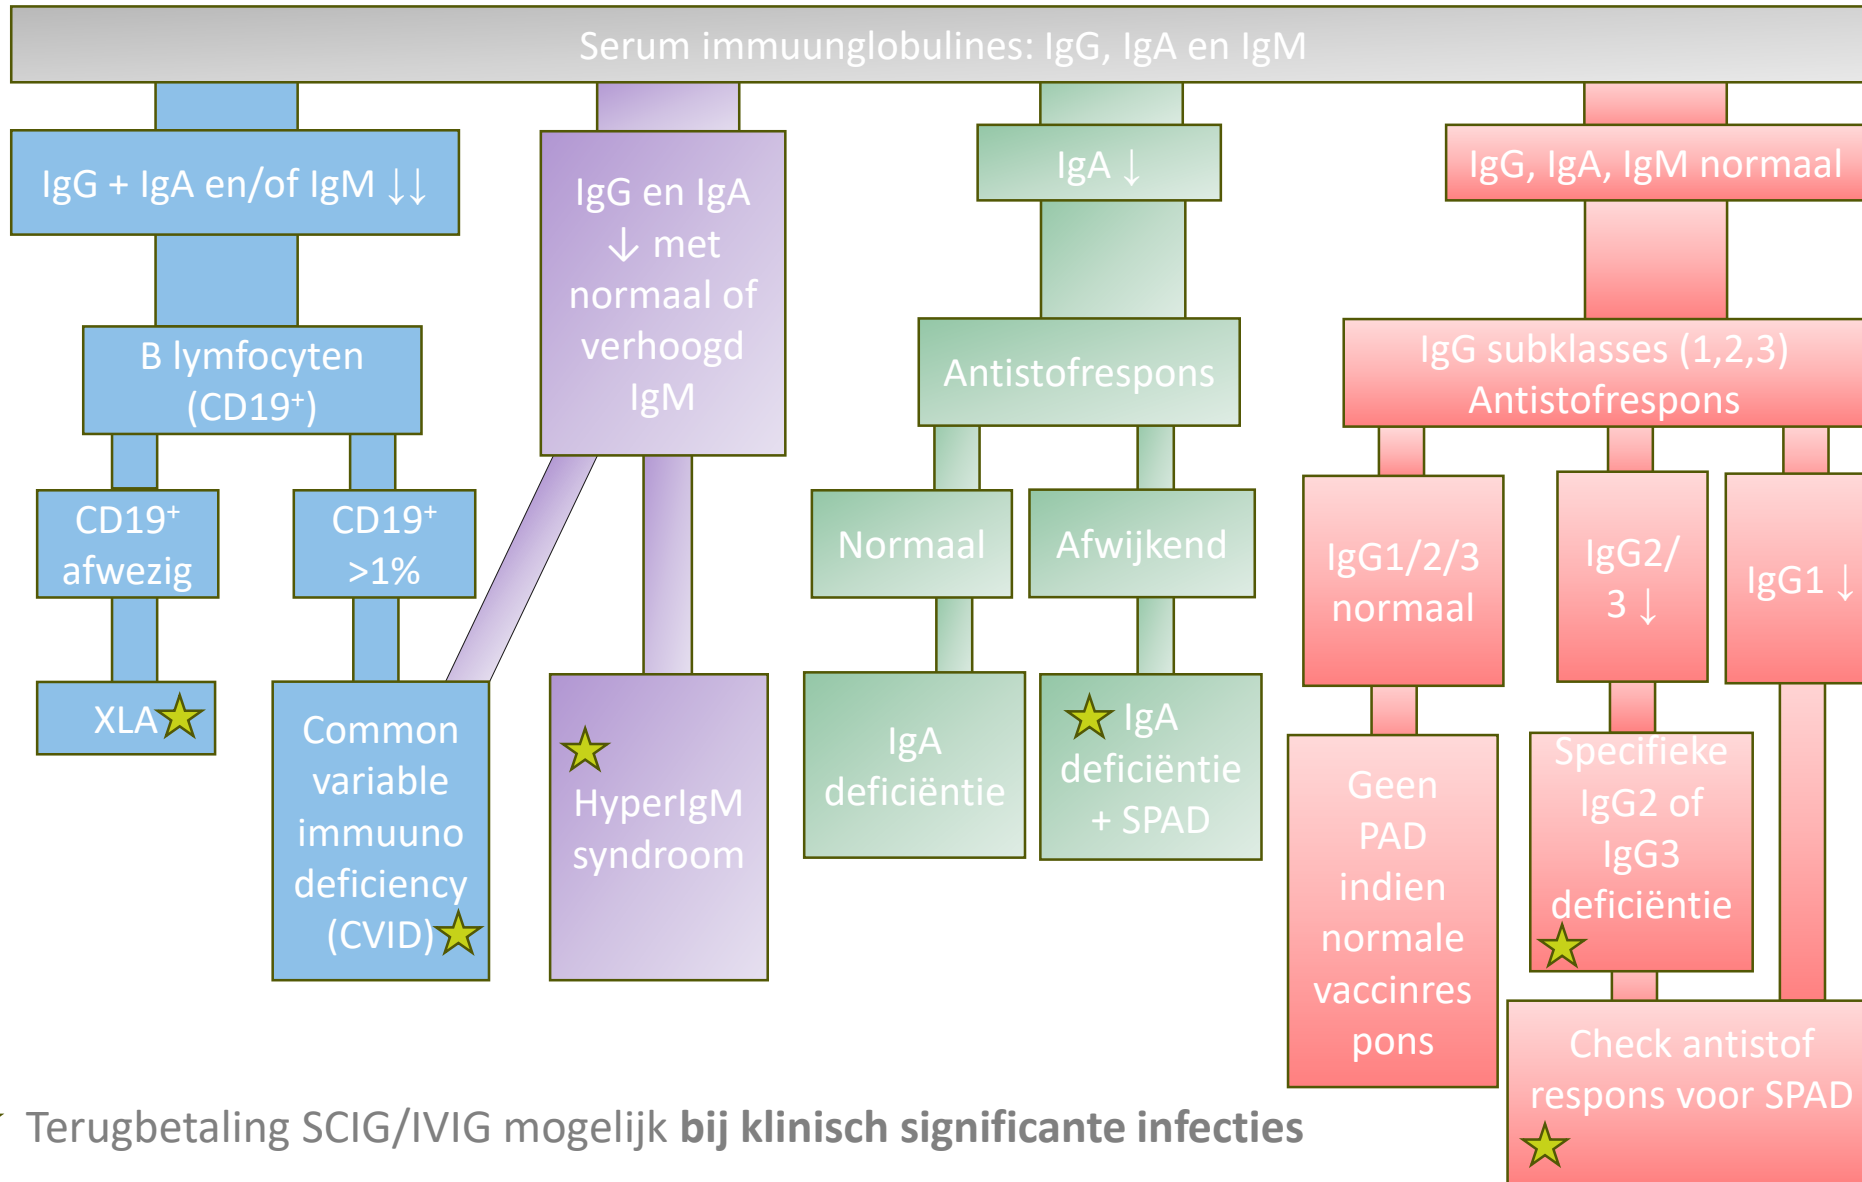 Serum immuunglobulines: IgG, IgA en IgM
IgG + IgA en/of IgM ↓↓
B lymfocyten
(CD19⁺)
CD19⁺
afwezig
CD19⁺
>1%
XLA
Common
variable
immuuno
deficiency
(CVID)
IgG en IgA
↓ met
normaal of
verhoogd
IgM
HyperIgM
syndroom
IgA ↓
Antistofrespons
Normaal
Afwijkend
IgA
deficiëntie
IgA
deficiëntie
+ SPAD
IgG, IgA, IgM normaal
IgG subklasses (1,2,3)
Antistofrespons
IgG1/2/3
normaal
IgG2/
3 ↓
IgG1 ↓
Geen
PAD
indien
normale
vaccinres
pons
Specifieke
IgG2 of
IgG3
deficiëntie
Check antistof
respons voor SPAD
Terugbetaling SCIG/IVIG mogelijk bij klinisch significante infecties